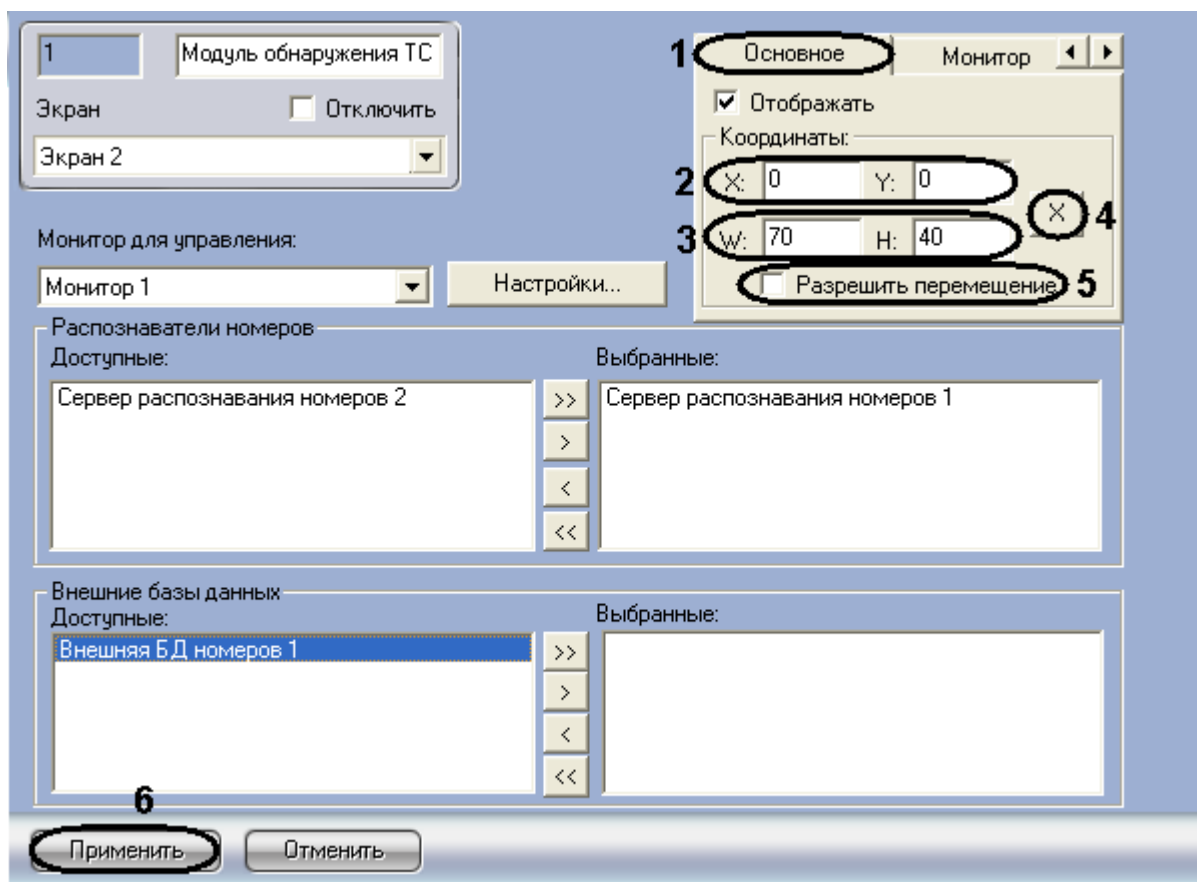 1 Модуль обнаружения ТС
Экран Отключить
Экран 2
1 Основное Монитор
Отображать
Координаты:
2 X: 0 Y: 0
X 4
3 W: 70 H: 40
Разрешить перемещение 5
Монитор для управления:
Монитор 1 Настройки...
Распознаватели номеров
Доступные: Выбранные:
Сервер распознавания номеров 2 >> Сервер распознавания номеров 1
>
<
<<
Внешние базы данных
Доступные: Выбранные:
Внешняя БД номеров 1 >>
>
<
<<
6
Применить Отменить